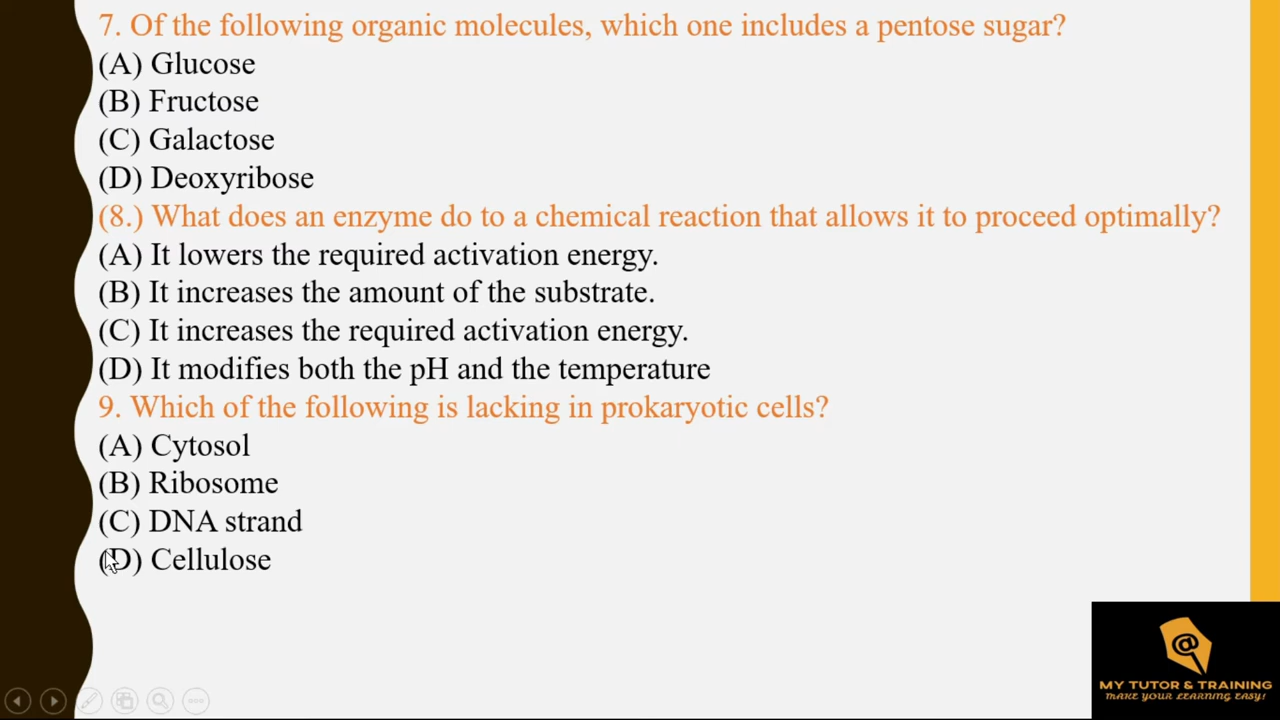 7. Of the following organic molecules, which one includes a pentose sugar?
(A) Glucose
(B) Fructose
(C) Galactose
(D) Deoxyribose
(8.) What does an enzyme do to a chemical reaction that allows it to proceed optimally?
(A) It lowers the required activation energy.
(B) It increases the amount of the substrate.
(C) It increases the required activation energy.
(D) It modifies both the pH and the temperature
9. Which of the following is lacking in prokaryotic cells?
(A) Cytosol
(B) Ribosome
(C) DNA strand
(D) Cellulose
@
MY TUTOR & TRAINING
MAKE YOUR LEARNING EASY!